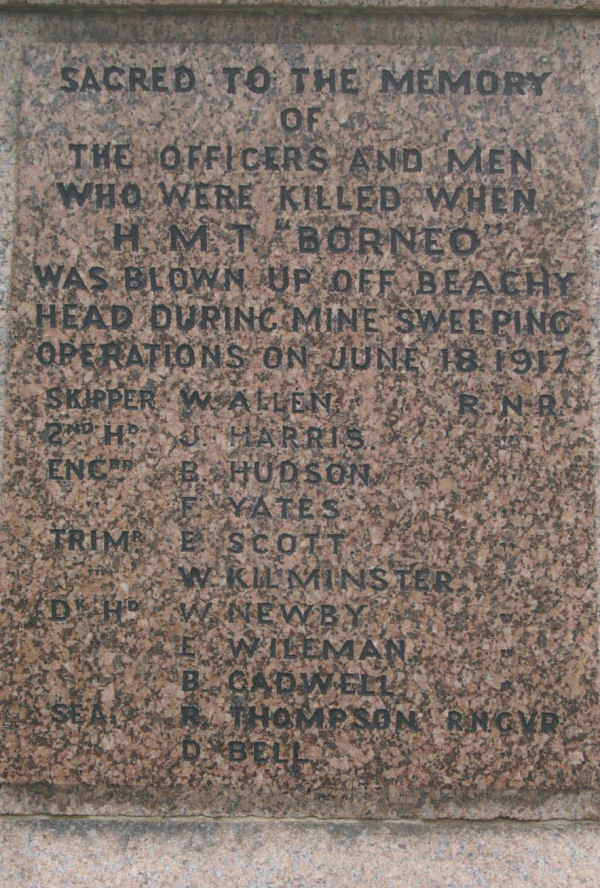 SACRED TO THE MEMORY
OF
THE OFFICERS AND MEN
WHO WERE KILLED WHEN
H. M. T. "BORNEO"
WAS BLOWN UP OFF BEACHY
HEAD DURING MINE SWEEPING
OPERATIONS ON JUNE 18. 1917.
SKIPPER W. ALLEN. R. N. R.
2ND HD J. HARRIS. "
ENGRR B. HUDSON. "
" F. YATES "
TRIMR E. SCOTT. "
" W. KILMINSTER. "
DK HD W. NEWBY. "
" E. WILEMAN. "
" B. CADWELL. "
SEA. R. THOMPSON RNCVR
" D. BELL. "